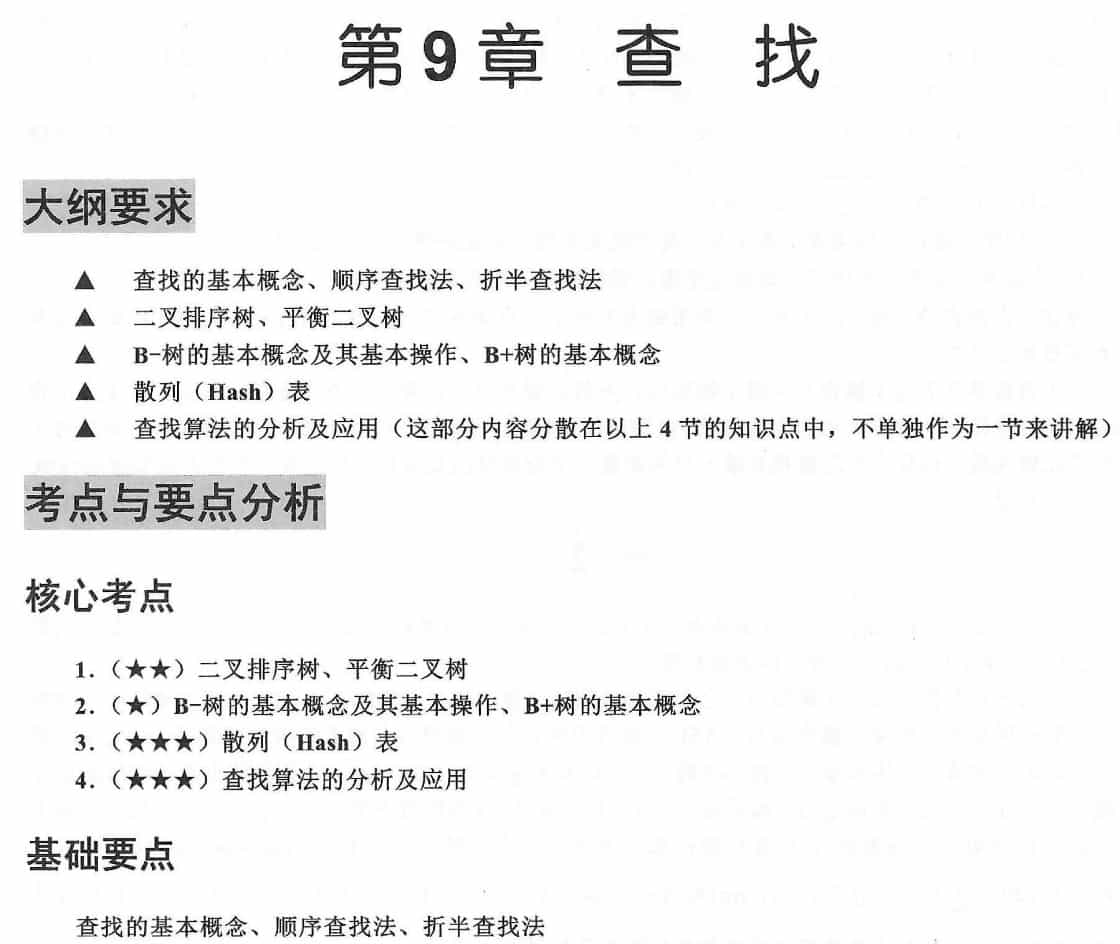 第9章 查 找
大纲要求
▲ 查找的基本概念、顺序查找法、折半查找法
▲ 二叉排序树、平衡二叉树
▲ B-树的基本概念及其基本操作、B+树的基本概念
▲ 散列（Hash）表
▲ 查找算法的分析及应用（这部分内容分散在以上 4 节的知识点中，不单独作为一节来讲解）
考点与要点分析
核心考点
1.（★★）二叉排序树、平衡二叉树
2.（★）B-树的基本概念及其基本操作、B+树的基本概念
3.（★★★）散列（Hash）表
4.（★★★）查找算法的分析及应用
基础要点
查找的基本概念、顺序查找法、折半查找法